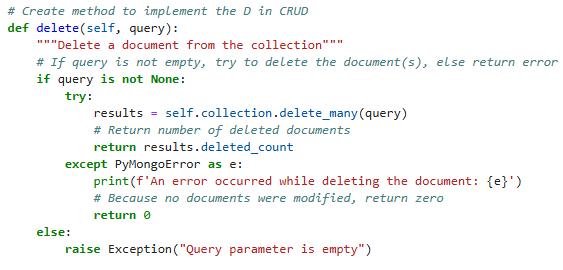 # Create method to implement the D in CRUD
def delete(self, query):
    """Delete a document from the collection"""
    # If query is not empty, try to delete the document(s), else return error
    if query is not None:
        try:
            results = self.collection.delete_many(query)
            # Return number of deleted documents
            return results.deleted_count
        except PyMongoError as e:
            print(f'An error occurred while deleting the document: {e}')
            # Because no documents were modified, return zero
            return 0
    else:
        raise Exception("Query parameter is empty")